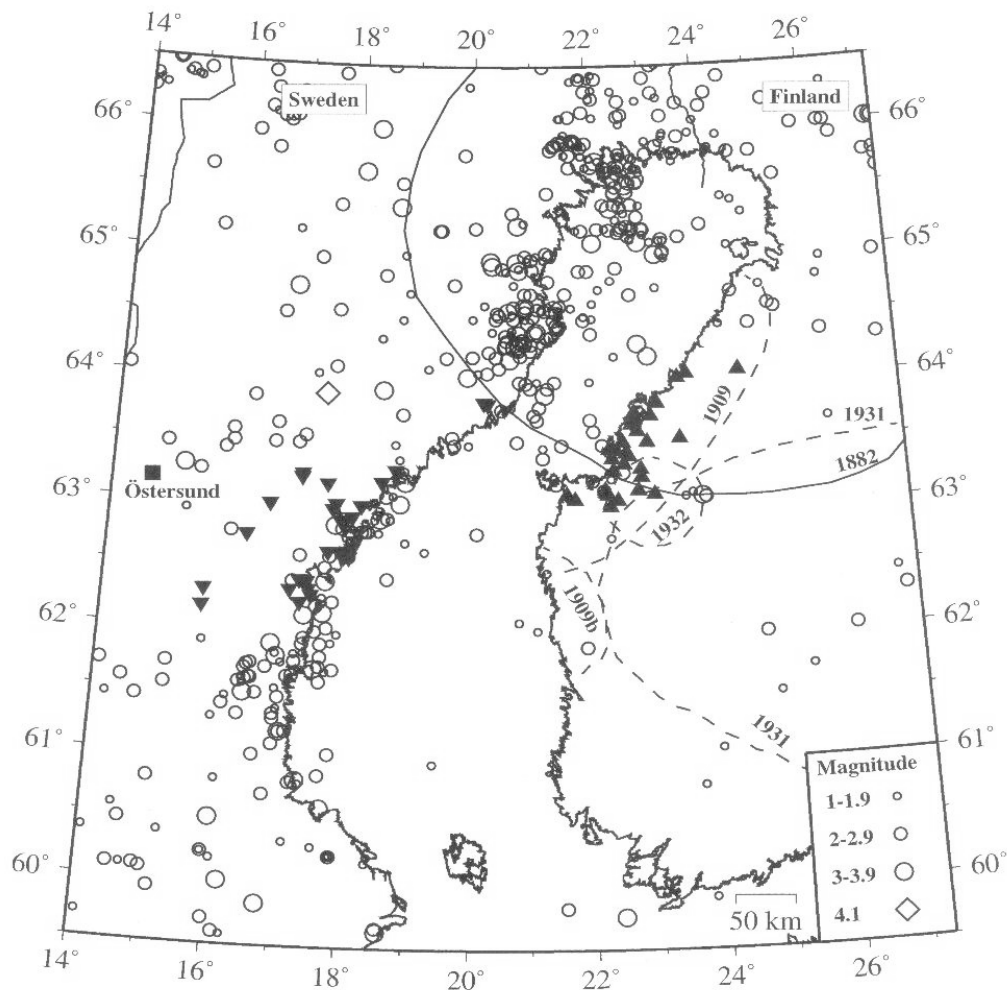 14° 16° 18° 20° 22° 24° 26°
Sweden Finland
66° 66°
65° 65°
64° 64°
1909
1931
1882
63° 63°
Östersund
1932
62° 62°
1909b
1931
61° 61°
Magnitude
1-1.9
2-2.9
3-3.9
4.1
60° 60°
50 km
14° 16° 18° 20° 22° 24° 26°